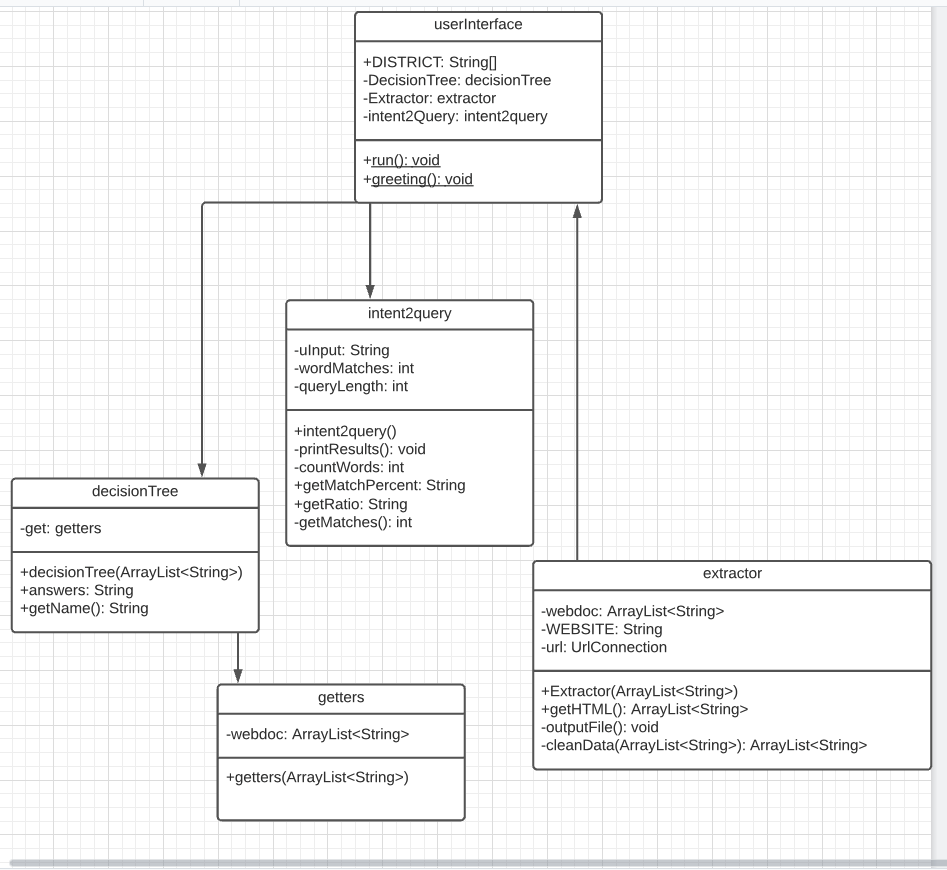 userInterface
+DISTRICT: String[]
-DecisionTree: decisionTree
-Extractor: extractor
-intent2Query: intent2query
+run(): void
+greeting(): void
intent2query
-uInput: String
-wordMatches: int
-queryLength: int
+intent2query()
-printResults(): void
-countWords: int
+getMatchPercent: String
+getRatio: String
-getMatches(): int
decisionTree
-get: getters
+decisionTree(ArrayList<String>)
+answers: String
+getName(): String
extractor
-webdoc: ArrayList<String>
-WEBSITE: String
-url: UrlConnection
+Extractor(ArrayList<String>)
+getHTML(): ArrayList<String>
-outputFile(): void
-cleanData(ArrayList<String>): ArrayList<String>
getters
-webdoc: ArrayList<String>
+getters(ArrayList<String>)